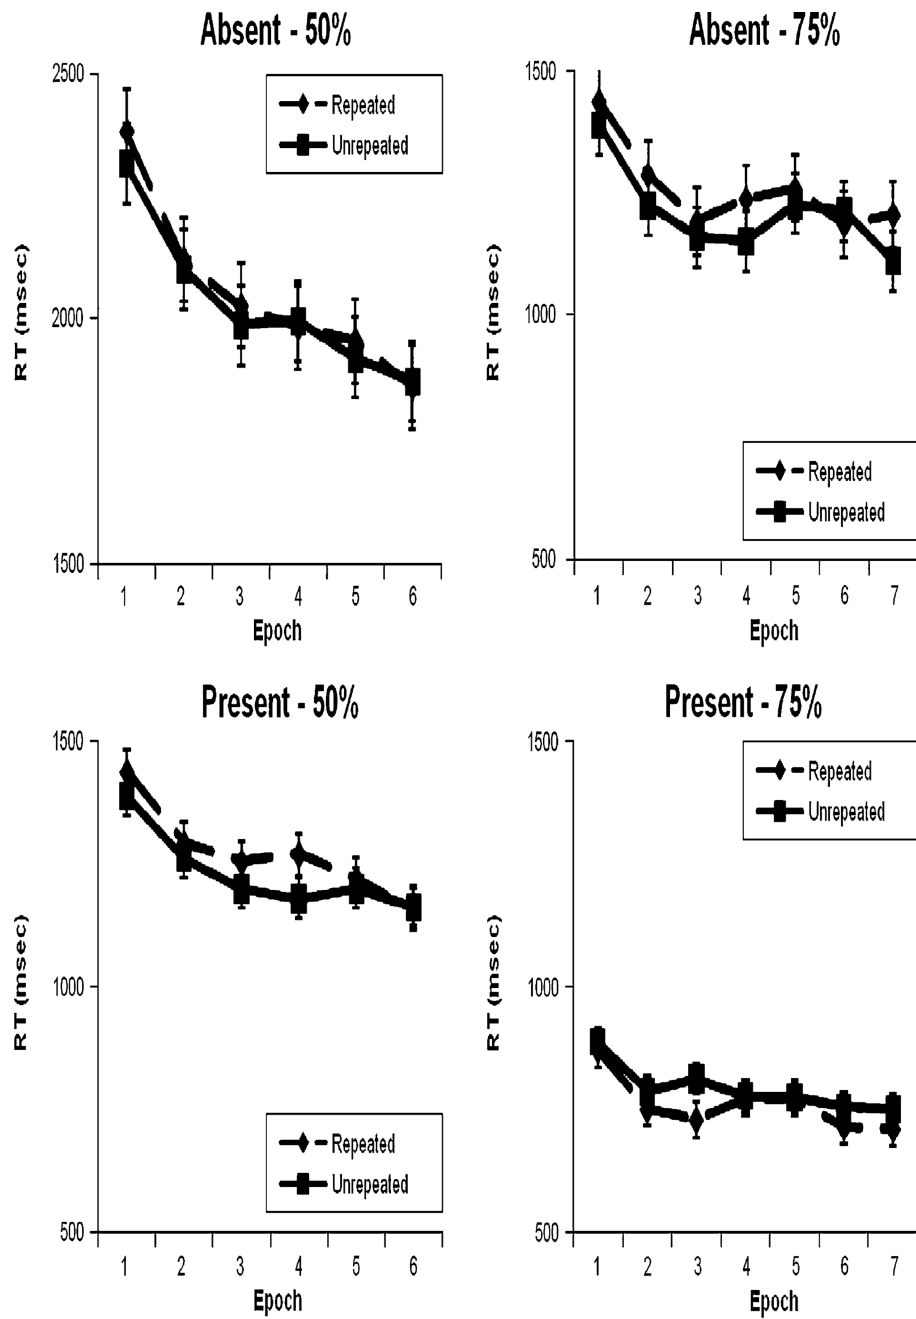 Absent - 50%
2500
2000
1500
RT (msec)
Repeated
Unrepeated
1 2 3 4 5 6
Epoch
Absent - 75%
1500
1000
500
RT (msec)
Repeated
Unrepeated
1 2 3 4 5 6 7
Epoch
Present - 50%
1500
1000
500
RT (msec)
Repeated
Unrepeated
1 2 3 4 5 6
Epoch
Present - 75%
1500
1000
500
RT (msec)
Repeated
Unrepeated
1 2 3 4 5 6 7
Epoch